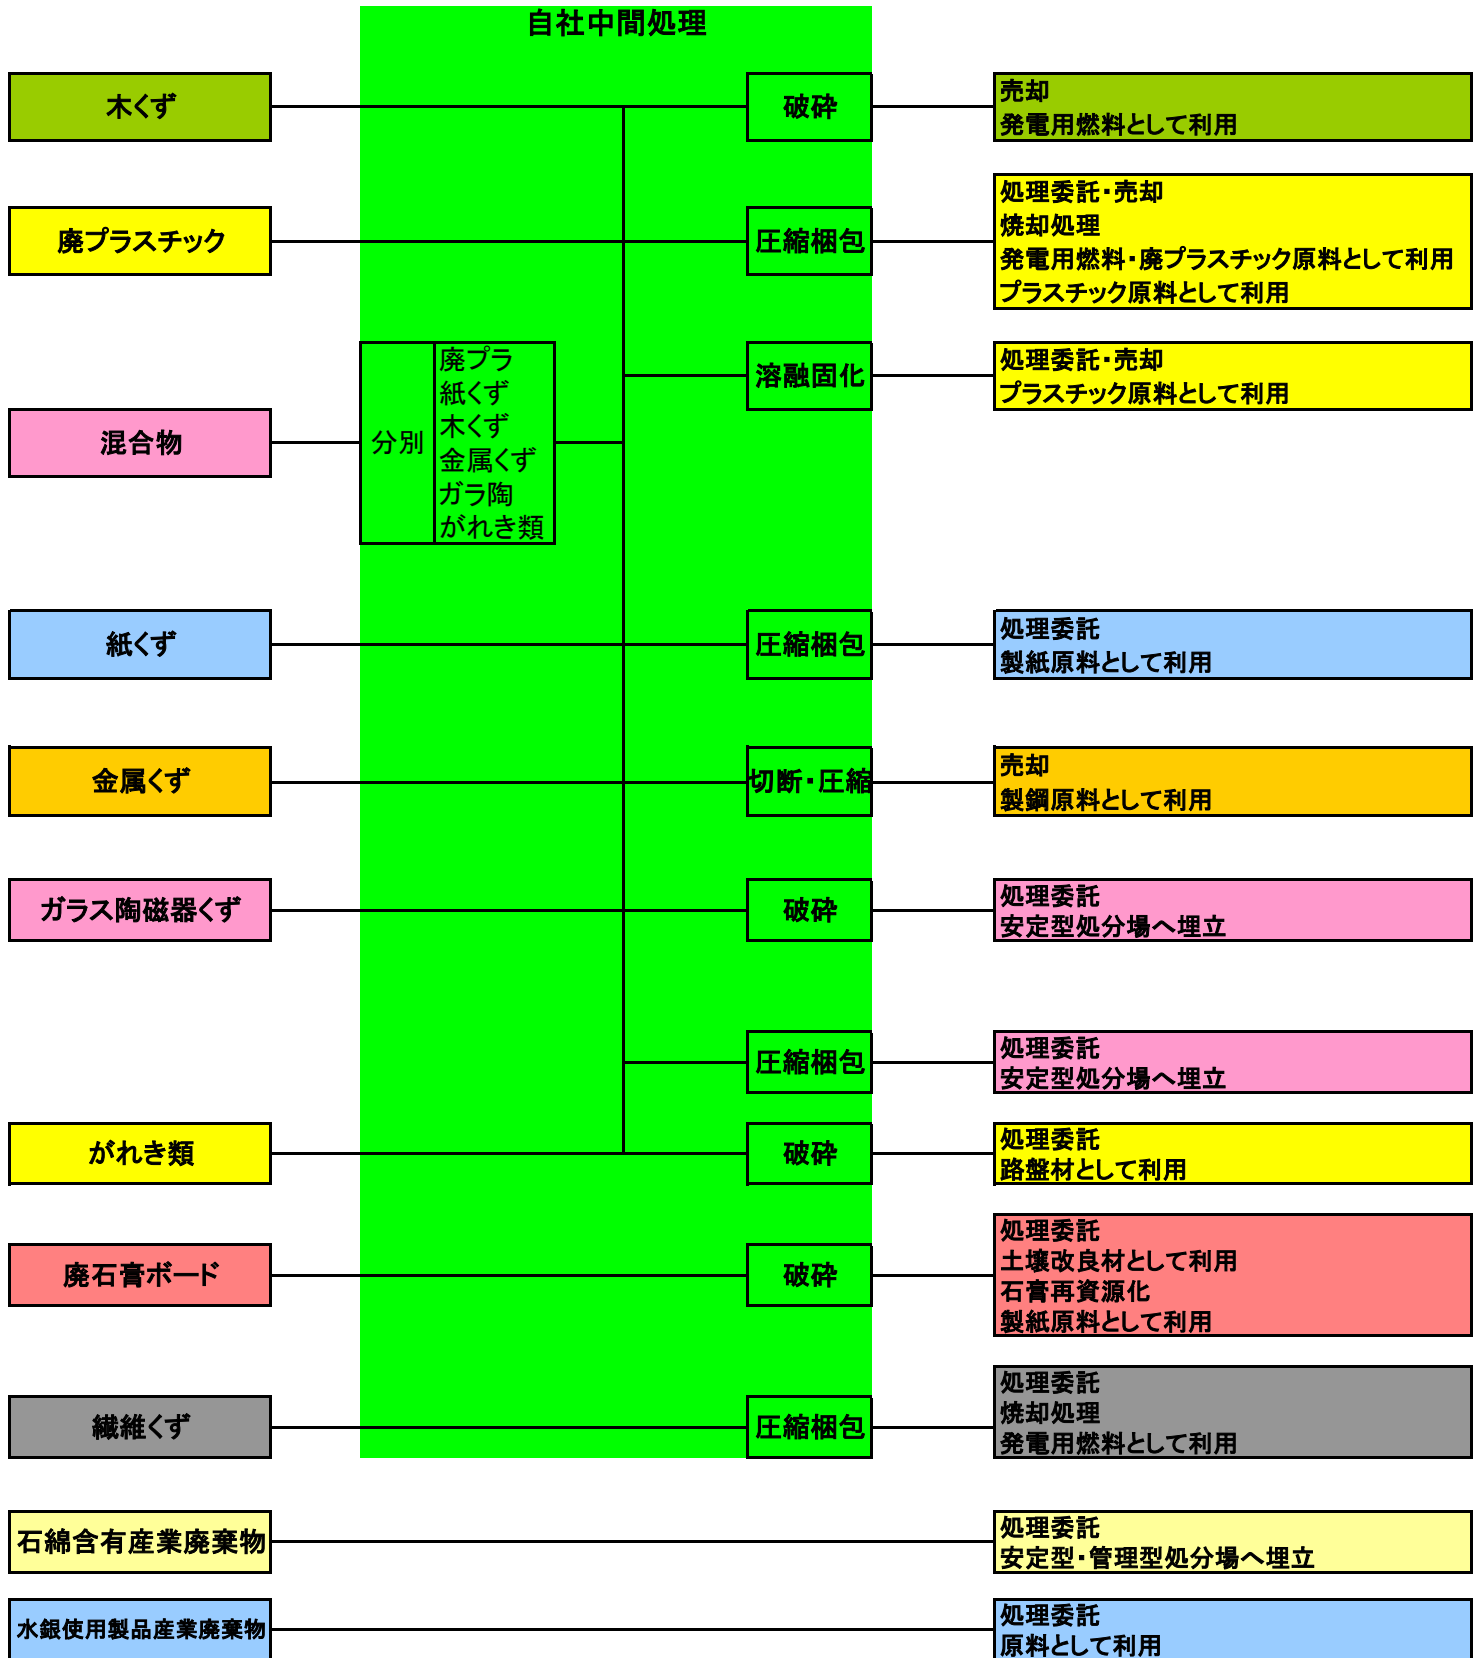 自社中間処理
木くず
破砕
売却
発電用燃料として利用
廃プラスチック
圧縮梱包
処理委託・売却
焼却処理
発電用燃料・廃プラスチック原料として利用
プラスチック原料として利用
混合物
分別
廃プラ
紙くず
木くず
金属くず
ガラ陶
がれき類
溶融固化
処理委託・売却
プラスチック原料として利用
紙くず
圧縮梱包
処理委託
製紙原料として利用
金属くず
切断・圧縮
売却
製鋼原料として利用
ガラス陶磁器くず
破砕
処理委託
安定型処分場へ埋立
圧縮梱包
処理委託
安定型処分場へ埋立
がれき類
破砕
処理委託
路盤材として利用
廃石膏ボード
破砕
処理委託
土壌改良材として利用
石膏再資源化
製紙原料として利用
繊維くず
圧縮梱包
処理委託
焼却処理
発電用燃料として利用
石綿含有産業廃棄物
処理委託
安定型・管理型処分場へ埋立
水銀使用製品産業廃棄物
処理委託
原料として利用